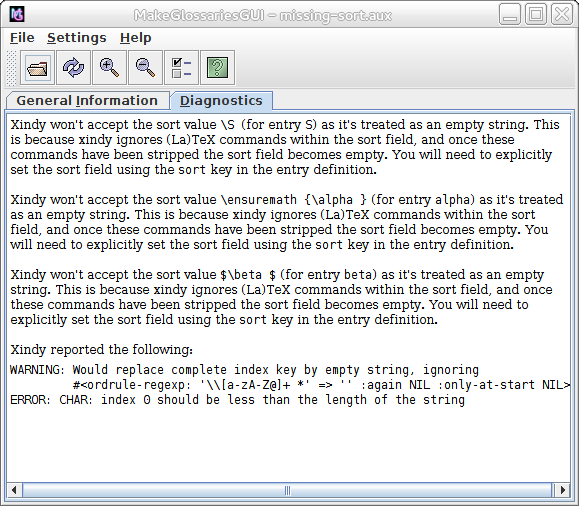 MakeGlossariesGUI – missing-sort.aux
File Settings Help
General Information Diagnostics
Xindy won't accept the sort value \S (for entry S) as it's treated as an empty string. This
is because xindy ignores (La)TeX commands within the sort field, and once these
commands have been stripped the sort field becomes empty. You will need to explicitly
set the sort field using the sort key in the entry definition.
Xindy won't accept the sort value \ensuremath {\alpha } (for entry alpha) as it's treated
as an empty string. This is because xindy ignores (La)TeX commands within the sort
field, and once these commands have been stripped the sort field becomes empty. You
will need to explicitly set the sort field using the sort key in the entry definition.
Xindy won't accept the sort value $\beta $ (for entry beta) as it's treated as an empty
string. This is because xindy ignores (La)TeX commands within the sort field, and once
these commands have been stripped the sort field becomes empty. You will need to
explicitly set the sort field using the sort key in the entry definition.
Xindy reported the following:
WARNING: Would replace complete index key by empty string, ignoring
#<ordrule-regexp: '\\[a-zA-Z@]+ *' => '' :again NIL :only-at-start NIL>
ERROR: CHAR: index 0 should be less than the length of the string